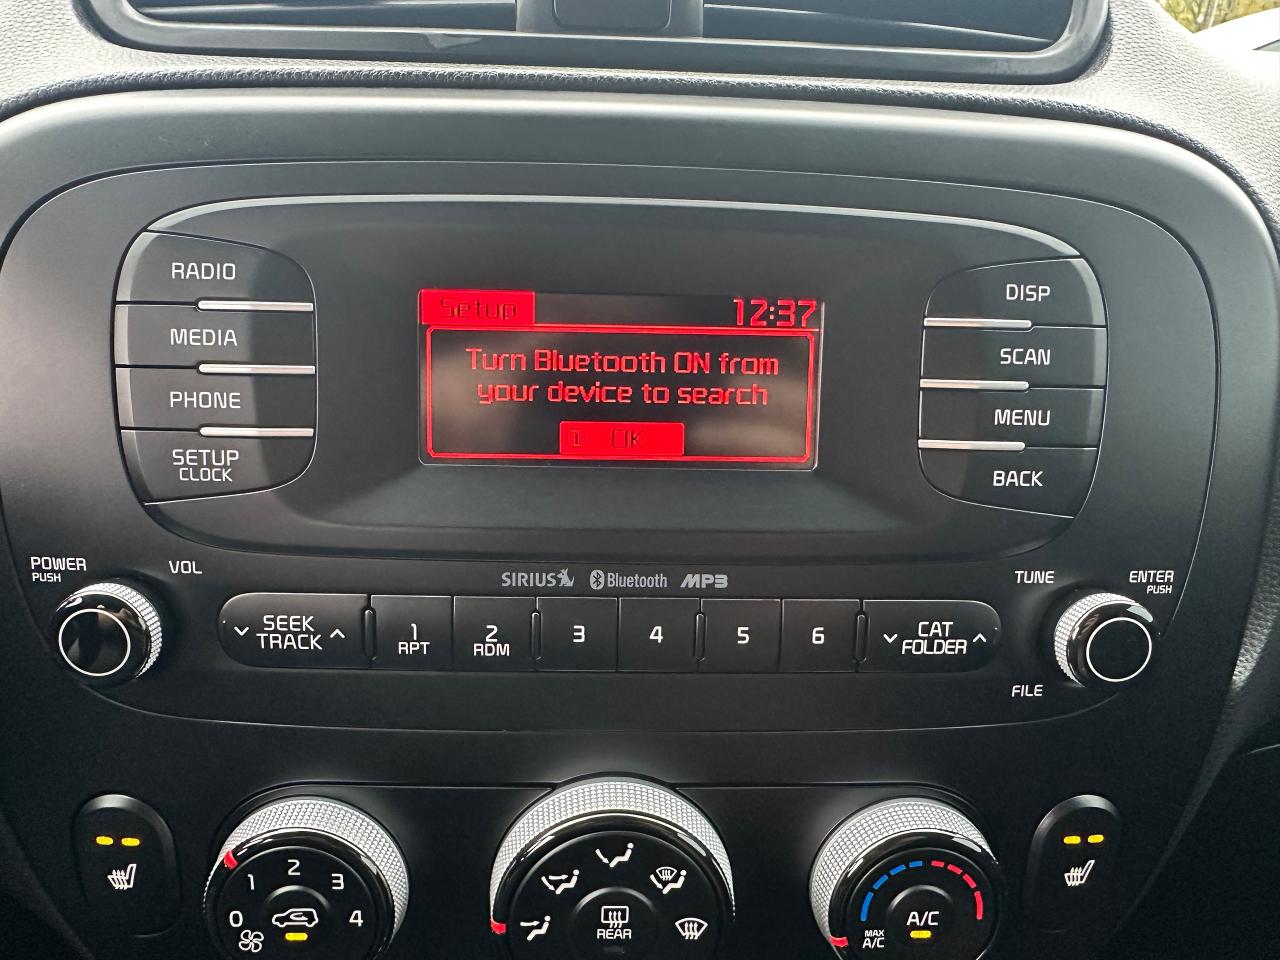 RADIO
MEDIA
PHONE
SETUP
CLOCK
Setup 12:37
Turn Bluetooth ON from
your device to search
1 OK
DISP
SCAN
MENU
BACK
POWER
PUSH
VOL
SIRIUS Bluetooth MP3
TUNE
ENTER
PUSH
SEEK
TRACK
1
RPT
2
RDM
3
4
5
6
CAT
FOLDER
FILE
0 1 2 3 4
REAR
A/C
MAX
A/C